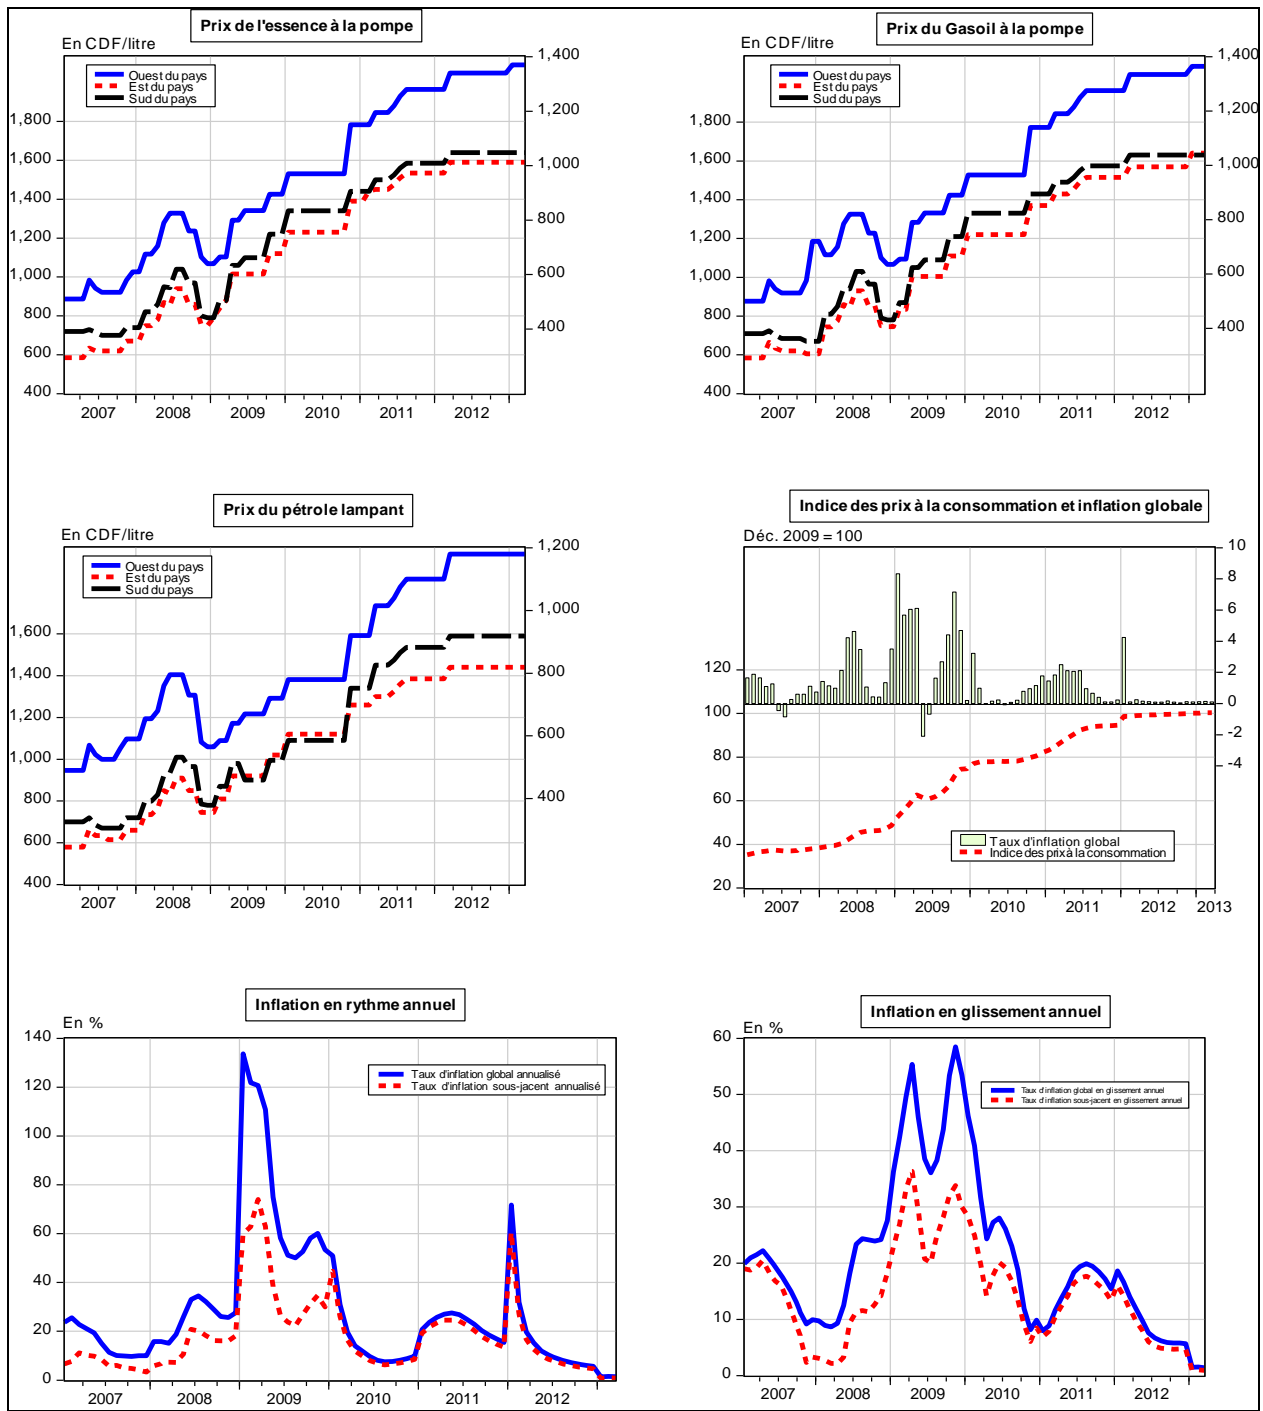 Prix de l'essence à la pompe
En CDF/litre
Ouest du pays
Est du pays
Sud du pays
1,800
1,600
1,400
1,200
1,000
800
600
400
1,400
1,200
1,000
800
600
400
2007 2008 2009 2010 2011 2012
Prix du Gasoil à la pompe
En CDF/litre
Ouest du pays
Est du pays
Sud du pays
1,800
1,600
1,400
1,200
1,000
800
600
400
1,400
1,200
1,000
800
600
400
2007 2008 2009 2010 2011 2012
Prix du pétrole lampant
En CDF/litre
Ouest du pays
Est du pays
Sud du pays
1,600
1,400
1,200
1,000
800
600
400
1,200
1,000
800
600
400
2007 2008 2009 2010 2011 2012
Indice des prix à la consommation et inflation globale
Déc. 2009 = 100
120
100
80
60
40
20
10
8
6
4
2
0
-2
-4
Taux d'inflation global
Indice des prix à la consommation
2007 2008 2009 2010 2011 2012 2013
Inflation en rythme annuel
En %
140
120
100
80
60
40
20
0
Taux d'inflation global annualisé
Taux d'inflation sous-jacent annualisé
2007 2008 2009 2010 2011 2012
Inflation en glissement annuel
En %
60
50
40
30
20
10
0
Taux d'inflation global en glissement annuel
Taux d'inflation sous-jacent en glissement annuel
2007 2008 2009 2010 2011 2012